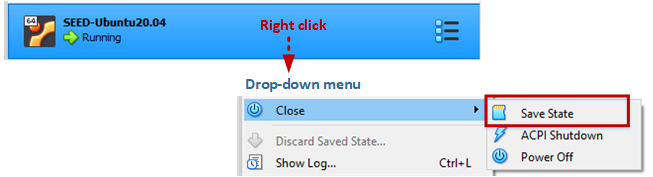 64
SEED-Ubuntu20.04
Running
Right click
Drop-down menu
Close
Save State
ACPI Shutdown
Discard Saved State...
Power Off
Show Log... Ctrl+L